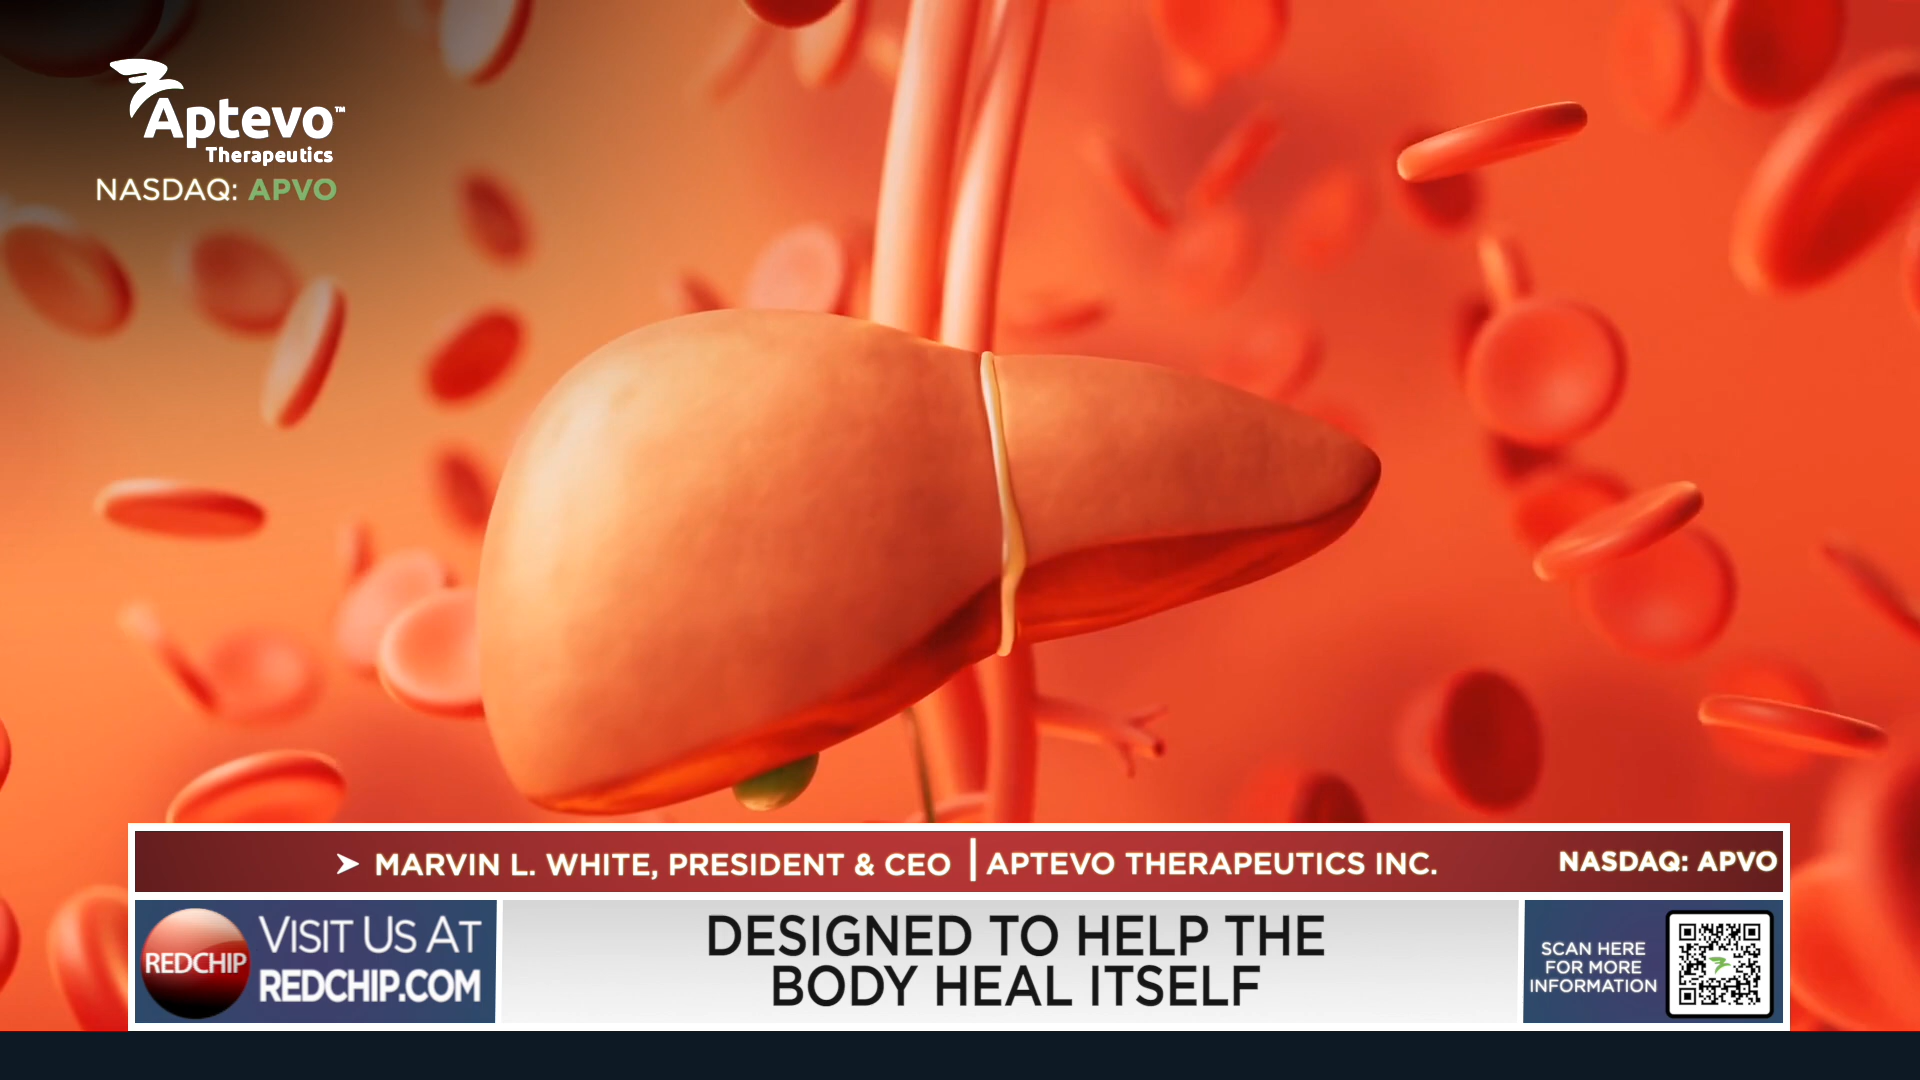 Aptevo™
Therapeutics
NASDAQ: APVO
➤ MARVIN L. WHITE, PRESIDENT & CEO | APTEVO THERAPEUTICS INC. NASDAQ: APVO
REDCHIP
VISIT US AT
REDCHIP.COM
DESIGNED TO HELP THE
BODY HEAL ITSELF
SCAN HERE
FOR MORE
INFORMATION